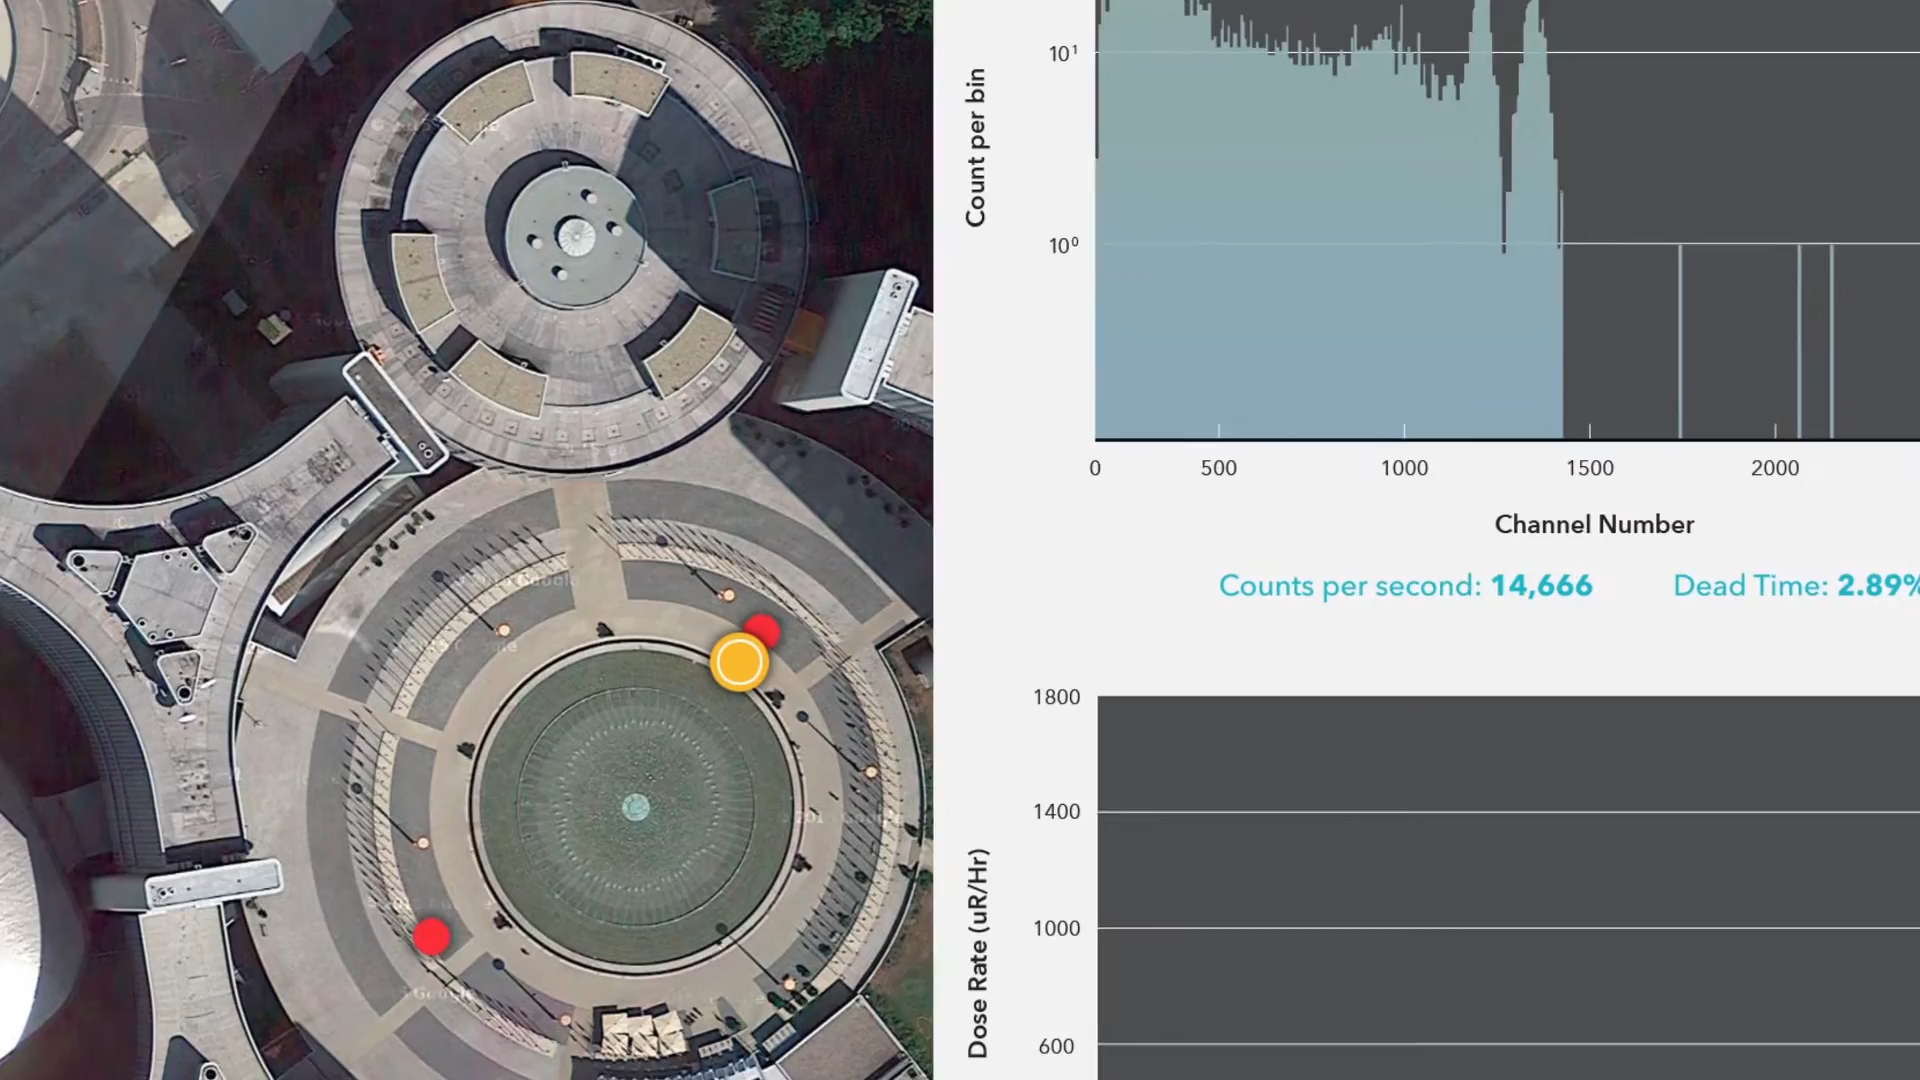 10¹
Count per bin
10⁰
0 500 1000 1500 2000
Channel Number
Counts per second: 14,666 Dead Time: 2.89%
1800
1400
Dose Rate (uR/Hr)
1000
600
Google